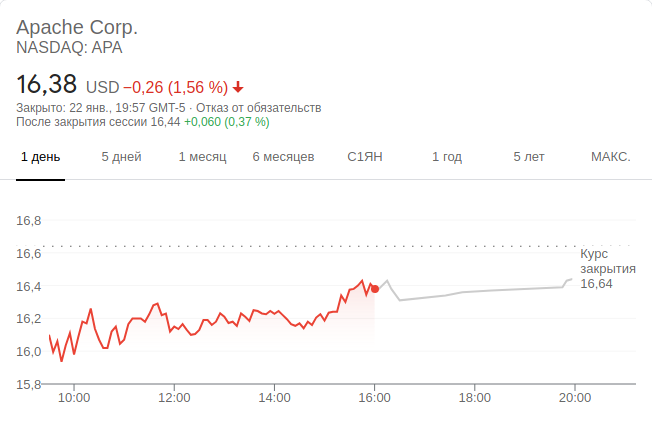 Apache Corp.
NASDAQ: APA
16,38 USD −0,26 (1,56 %)
Закрыто: 22 янв., 19:57 GMT-5 · Отказ от обязательств
После закрытия сессии 16,44 +0,060 (0,37 %)
1 день 5 дней 1 месяц 6 месяцев С1ЯН 1 год 5 лет МАКС.
16,8
16,6
Курс
закрытия
16,64
16,4
16,2
16,0
15,8
10:00 12:00 14:00 16:00 18:00 20:00